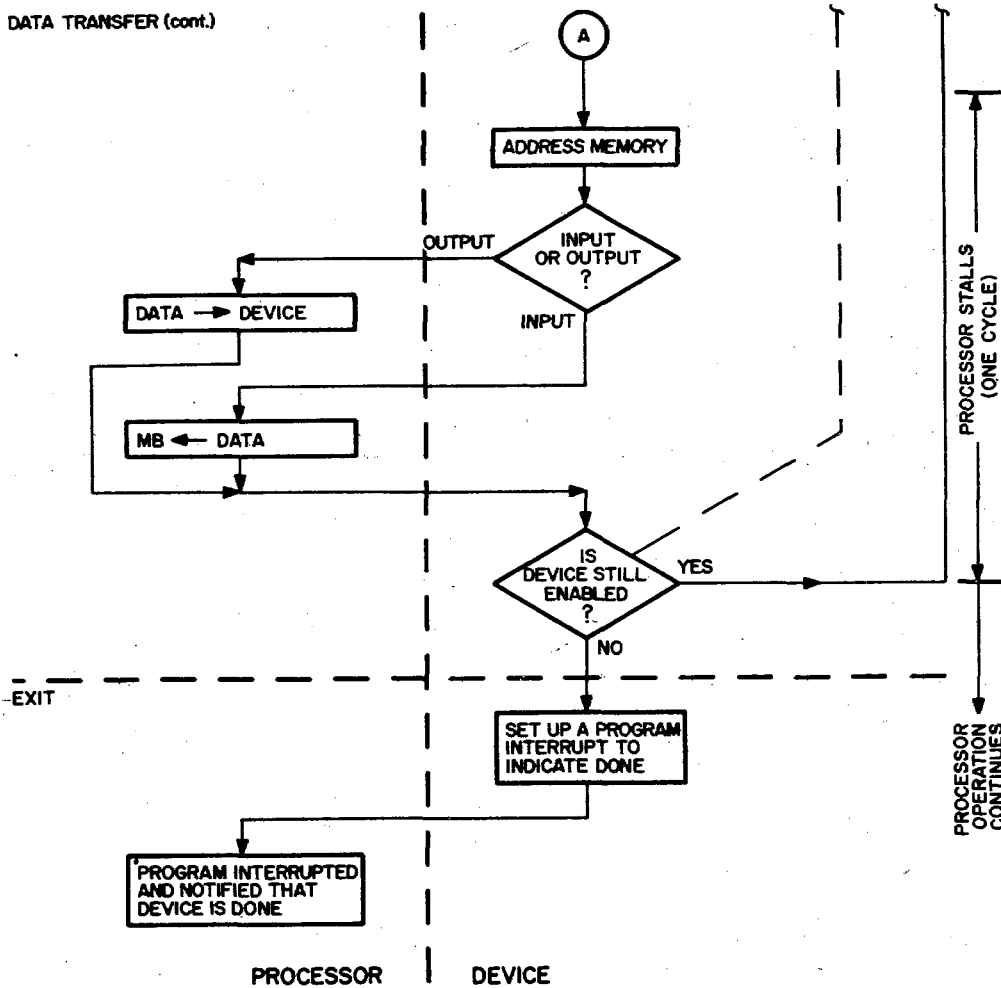 DATA TRANSFER (cont.)
A
ADDRESS MEMORY
INPUT
OR OUTPUT
?
OUTPUT
INPUT
DATA → DEVICE
MB ← DATA
IS
DEVICE STILL
ENABLED
?
YES
NO
PROCESSOR STALLS
(ONE CYCLE)
EXIT
SET UP A PROGRAM
INTERRUPT TO
INDICATE DONE
PROCESSOR
OPERATION
CONTINUES
PROGRAM INTERRUPTED
AND NOTIFIED THAT
DEVICE IS DONE
PROCESSOR
DEVICE